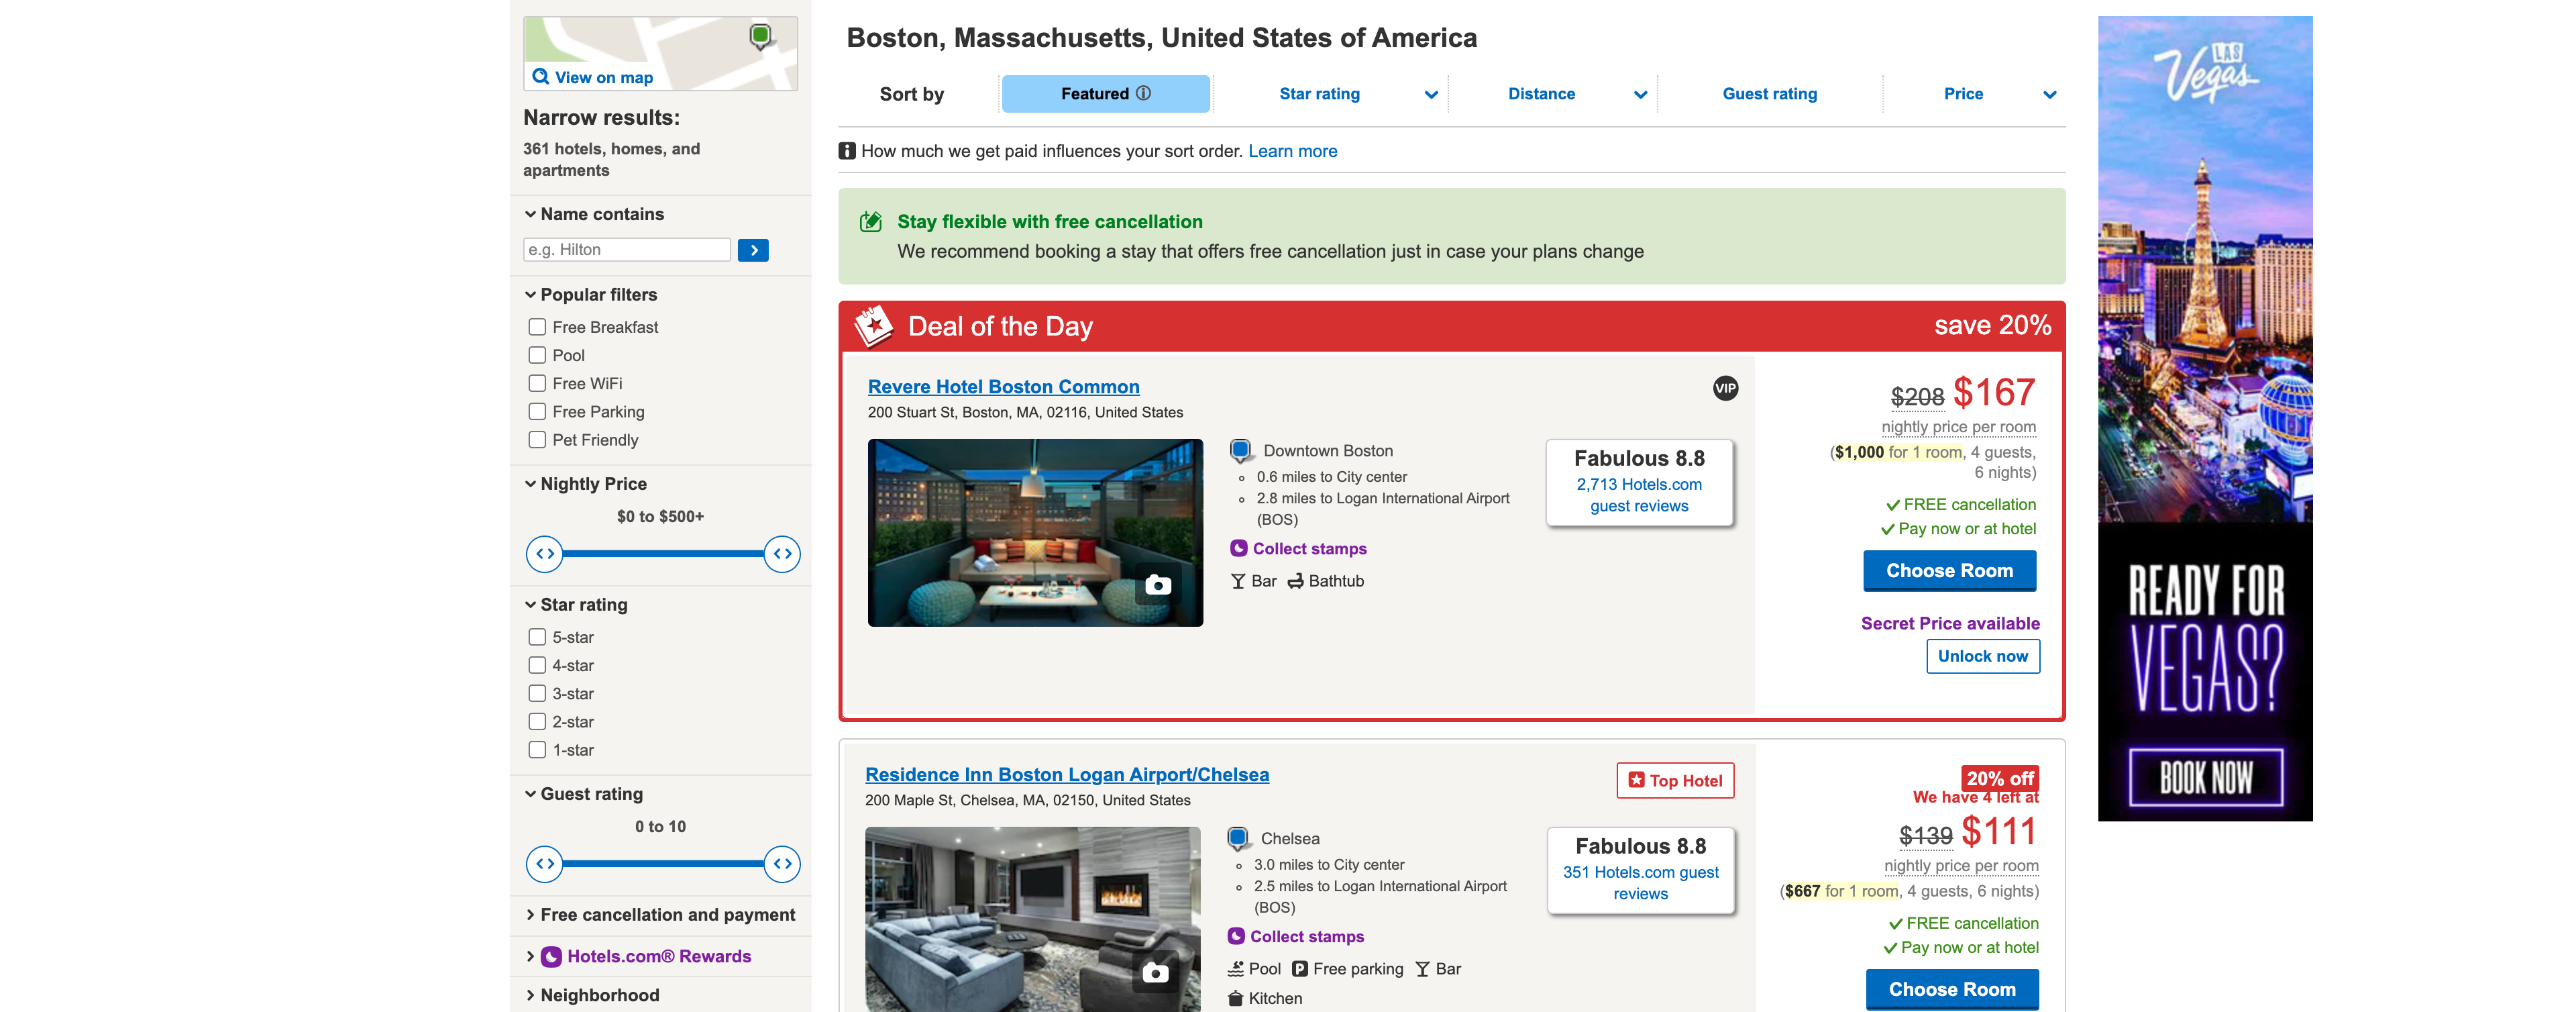 View on map
Narrow results:
361 hotels, homes, and
apartments
Name contains
e.g. Hilton
Popular filters
Free Breakfast
Pool
Free WiFi
Free Parking
Pet Friendly
Nightly Price
$0 to $500+
Star rating
5-star
4-star
3-star
2-star
1-star
Guest rating
0 to 10
Free cancellation and payment
Hotels.com® Rewards
Neighborhood
Boston, Massachusetts, United States of America
Sort by Featured Star rating Distance Guest rating Price
How much we get paid influences your sort order. Learn more
Stay flexible with free cancellation
We recommend booking a stay that offers free cancellation just in case your plans change
Deal of the Day save 20%
Revere Hotel Boston Common
VIP
200 Stuart St, Boston, MA, 02116, United States
Downtown Boston
0.6 miles to City center
2.8 miles to Logan International Airport
(BOS)
Collect stamps
Bar Bathtub
Fabulous 8.8
2,713 Hotels.com
guest reviews
$208 $167
nightly price per room
($1,000 for 1 room, 4 guests,
6 nights)
FREE cancellation
Pay now or at hotel
Choose Room
Secret Price available
Unlock now
Residence Inn Boston Logan Airport/Chelsea
Top Hotel
200 Maple St, Chelsea, MA, 02150, United States
Chelsea
3.0 miles to City center
2.5 miles to Logan International Airport
(BOS)
Collect stamps
Pool Free parking Bar
Kitchen
Fabulous 8.8
351 Hotels.com guest
reviews
20% off
We have 4 left at
$139 $111
nightly price per room
($667 for 1 room, 4 guests, 6 nights)
FREE cancellation
Pay now or at hotel
Choose Room
LAS
Vegas
READY FOR
VEGAS?
BOOK NOW